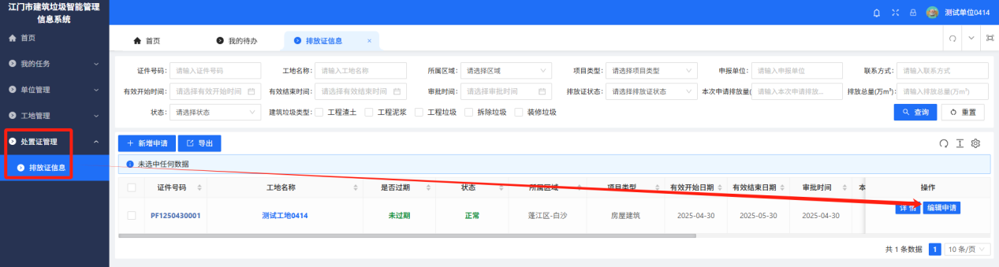 江门市建筑垃圾智能管理
信息系统
测试单位0414
首页
我的任务
单位管理
工地管理
处置证管理
排放证信息
首页 我的待办 排放证信息 ×
证件号码: 请输入证件号码 工地名称: 请输入工地名称 所属区域: 请选择区域 项目类型: 请选择项目类型 申报单位: 请输入申报单位 联系方式: 请输入联系方式
有效开始时间: 请选择有效开始时间 有效结束时间: 请选择有效结束时间 审批时间: 请选择审批时间 排放证状态: 请选择排放证状态 本次申请排放量( 请输入本次申请排放... 排放总量(万m³): 请输入排放总量(万m³)
状态: 请选择状态 建筑垃圾类型: 工程渣土 工程泥浆 工程垃圾 拆除垃圾 装修垃圾 查询 重置
+ 新增申请 导出
未选中任何数据
证件号码 工地名称 是否过期 状态 所属区域 项目类型 有效开始日期 有效结束日期 审批时间 本 操作
PF1250430001 测试工地0414 未过期 正常 蓬江区-白沙 房屋建筑 2025-04-30 2025-05-30 2025-04-30 详情 编辑申请
共 1 条数据 1 10 条/页